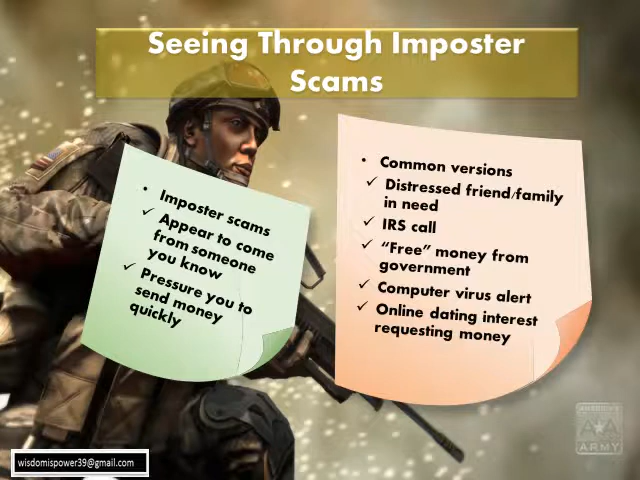 Seeing Through Imposter
Scams
• Imposter scams
✓ Appear to come
from someone
you know
✓ Pressure you to
send money
quickly
• Common versions
✓ Distressed friend/family
in need
✓ IRS call
✓ “Free” money from
government
✓ Computer virus alert
✓ Online dating interest
requesting money
AMERICA'S
AA
ARMY
wisdomispower39@gmail.com